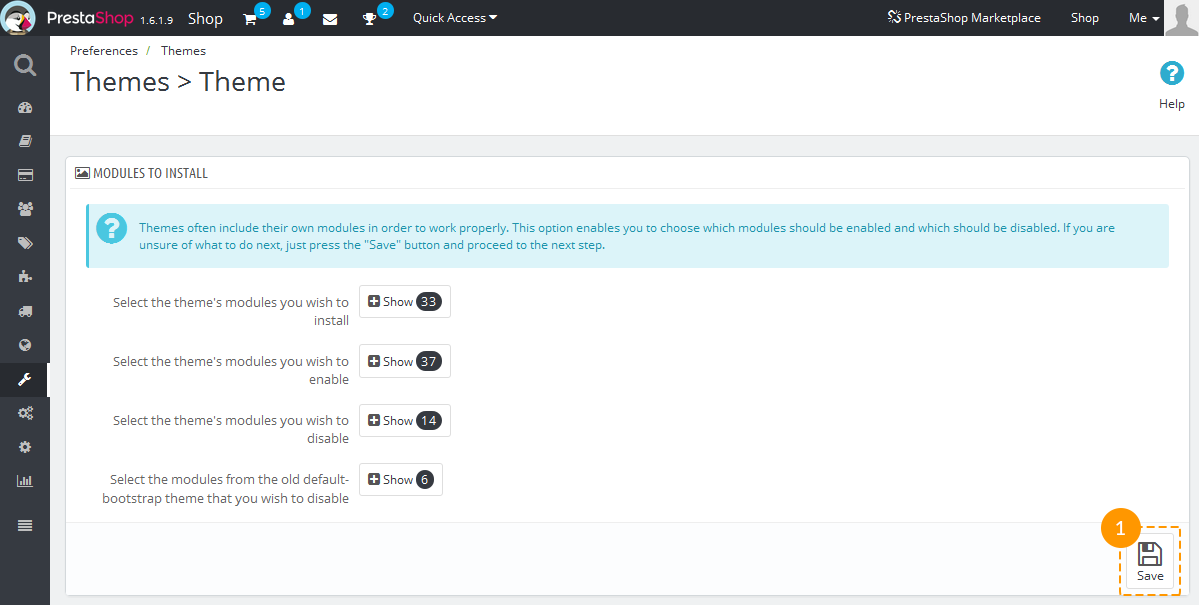 PrestaShop 1.6.1.9 Shop 5 1 2 Quick Access PrestaShop Marketplace Shop Me
Preferences / Themes
Themes > Theme
Help
MODULES TO INSTALL
Themes often include their own modules in order to work properly. This option enables you to choose which modules should be enabled and which should be disabled. If you are
unsure of what to do next, just press the "Save" button and proceed to the next step.
Select the theme's modules you wish to
install
Show 33
Select the theme's modules you wish to
enable
Show 37
Select the theme's modules you wish to
disable
Show 14
Select the modules from the old default-
bootstrap theme that you wish to disable
Show 6
1
Save